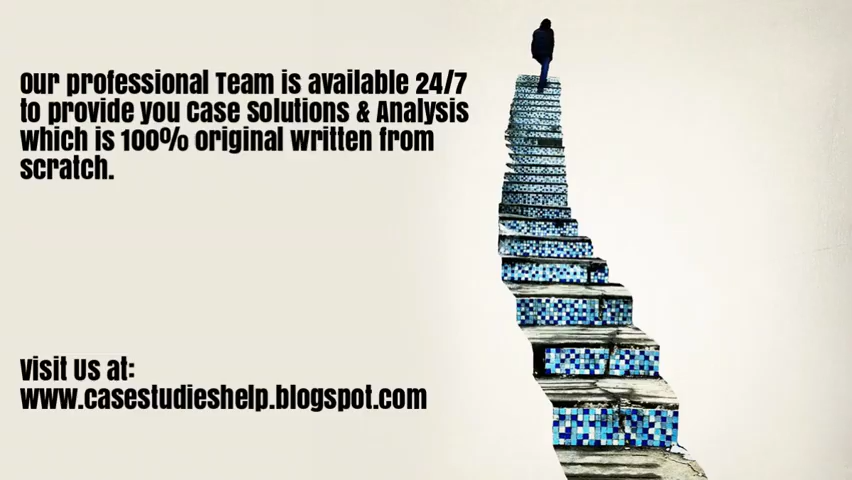 Our professional Team is available 24/7
to provide you Case Solutions & Analysis
which is 100% original written from
scratch.
Visit Us at:
www.casestudieshelp.blogspot.com